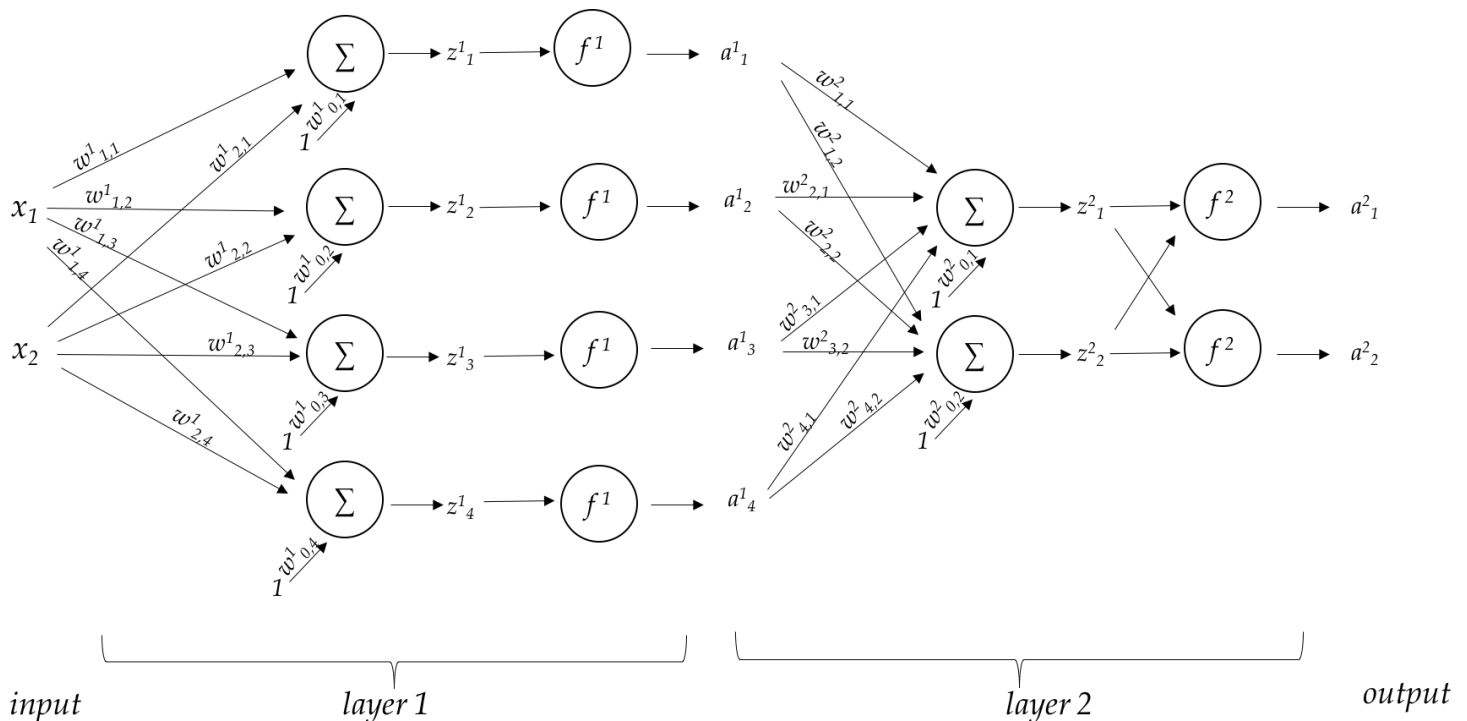 ∑ z¹₁ f¹ a¹₁
w¹₁,₁
w¹₂,₁
1 w¹₀,₁
w²₁,₁
w²₁,₂
x₁
w¹₁,₂
w¹₁,₃
w¹₁,₄
w¹₂,₂
∑ z¹₂ f¹ a¹₂
1 w¹₀,₂
w²₂,₁
w²₂,₂
∑ z²₁ f² a²₁
1 w²₀,₁
x₂
w¹₂,₃
∑ z¹₃ f¹ a¹₃
1 w¹₀,₃
w²₃,₁
w²₃,₂
∑ z²₂ f² a²₂
1 w²₀,₂
w¹₂,₄
w²₄,₁
w²₄,₂
∑ z¹₄ f¹ a¹₄
1 w¹₀,₄
input layer 1 layer 2 output